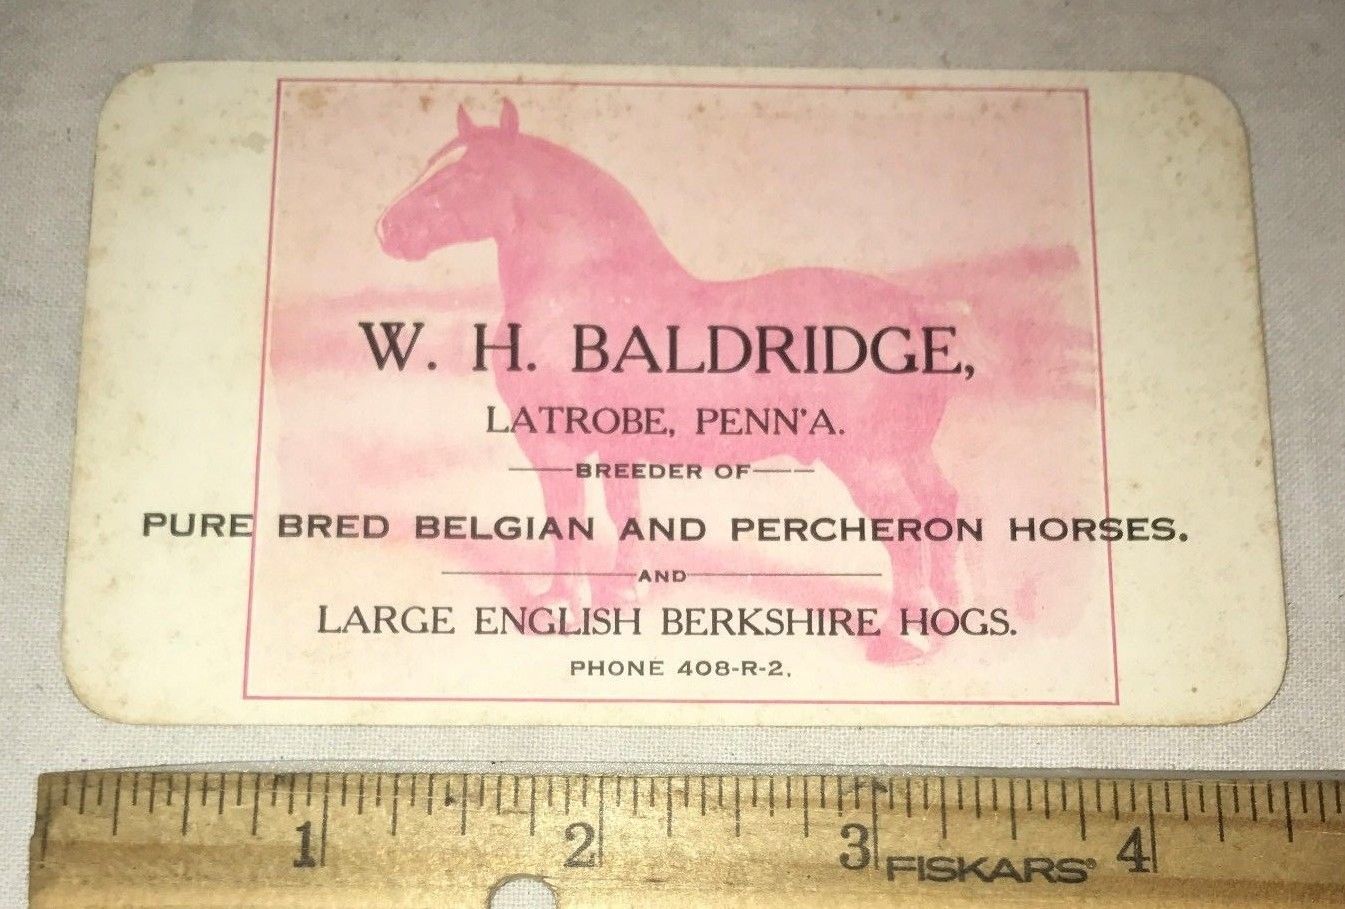 W. H. BALDRIDGE,
LATROBE, PENN'A.
BREEDER OF
PURE BRED BELGIAN AND PERCHERON HORSES.
AND
LARGE ENGLISH BERKSHIRE HOGS.
PHONE 408-R-2.
1 2 3 FISKARS® 4